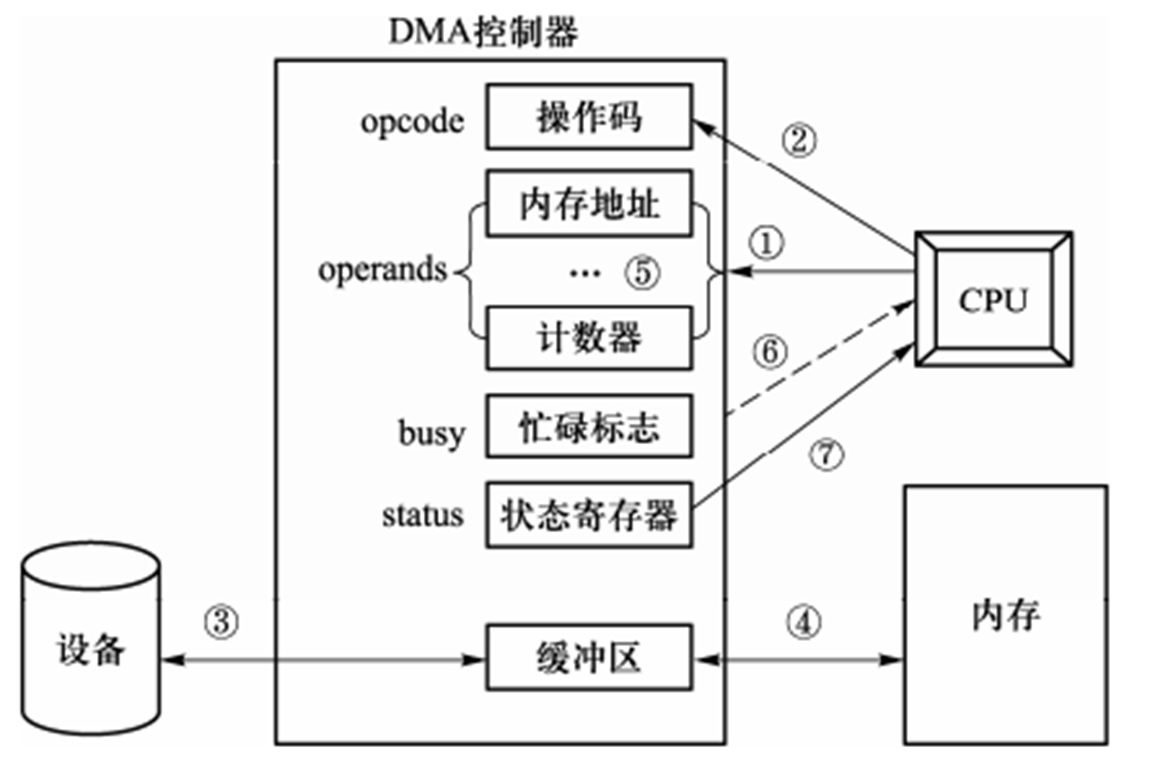 DMA控制器
opcode
操作码
②
内存地址
①
operands
… ⑤
CPU
计数器
⑥
busy
忙碌标志
⑦
status
状态寄存器
设备
③
缓冲区
④
内存